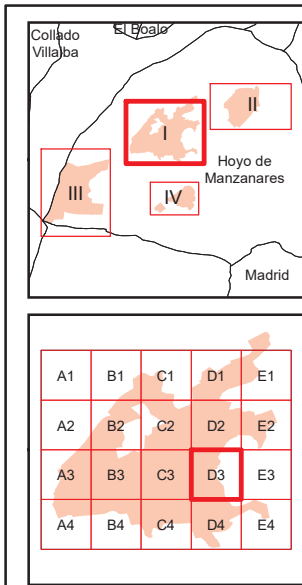 Collado
Villalba
El Boalo
I
II
Hoyo de
Manzanares
III
IV
Madrid
A1 B1 C1 D1 E1
A2 B2 C2 D2 E2
A3 B3 C3 D3 E3
A4 B4 C4 D4 E4